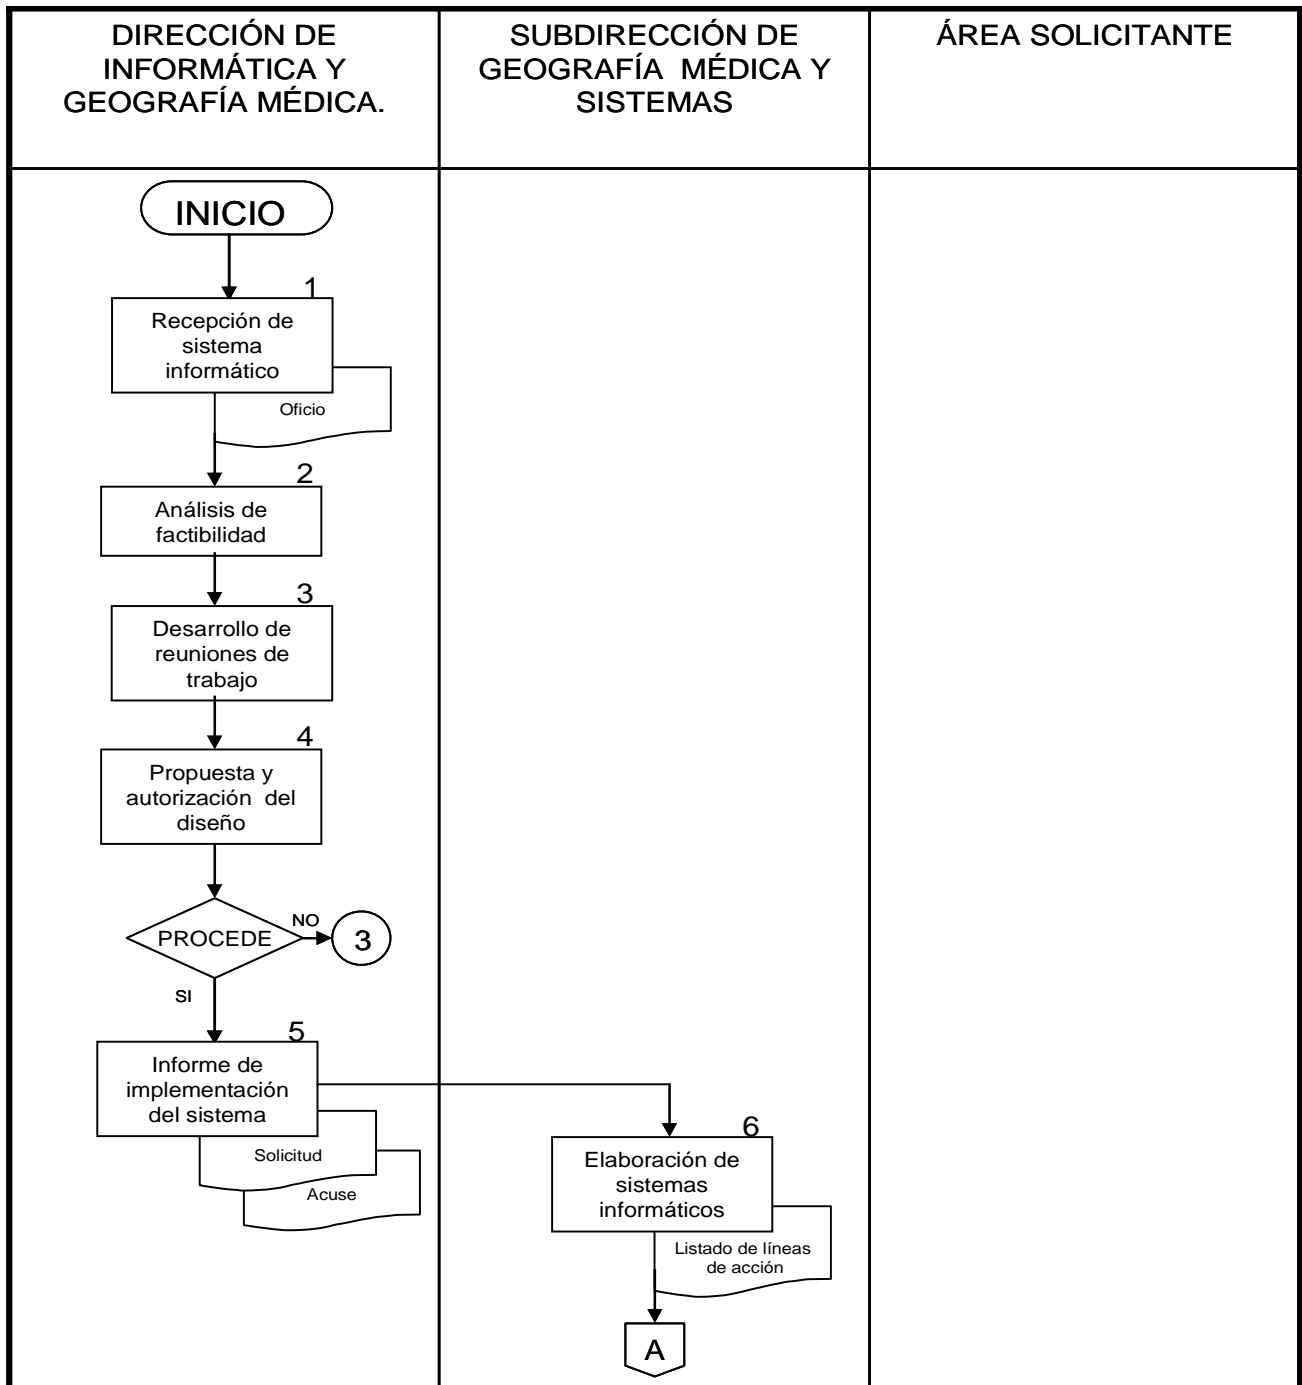 DIRECCIÓN DE
INFORMÁTICA Y
GEOGRAFÍA MÉDICA.
SUBDIRECCIÓN DE
GEOGRAFÍA MÉDICA Y
SISTEMAS
ÁREA SOLICITANTE
INICIO
1
Recepción de
sistema
informático
Oficio
2
Análisis de
factibilidad
3
Desarrollo de
reuniones de
trabajo
4
Propuesta y
autorización del
diseño
PROCEDE
NO
3
SI
5
Informe de
implementación
del sistema
Solicitud
Acuse
6
Elaboración de
sistemas
informáticos
Listado de líneas
de acción
A